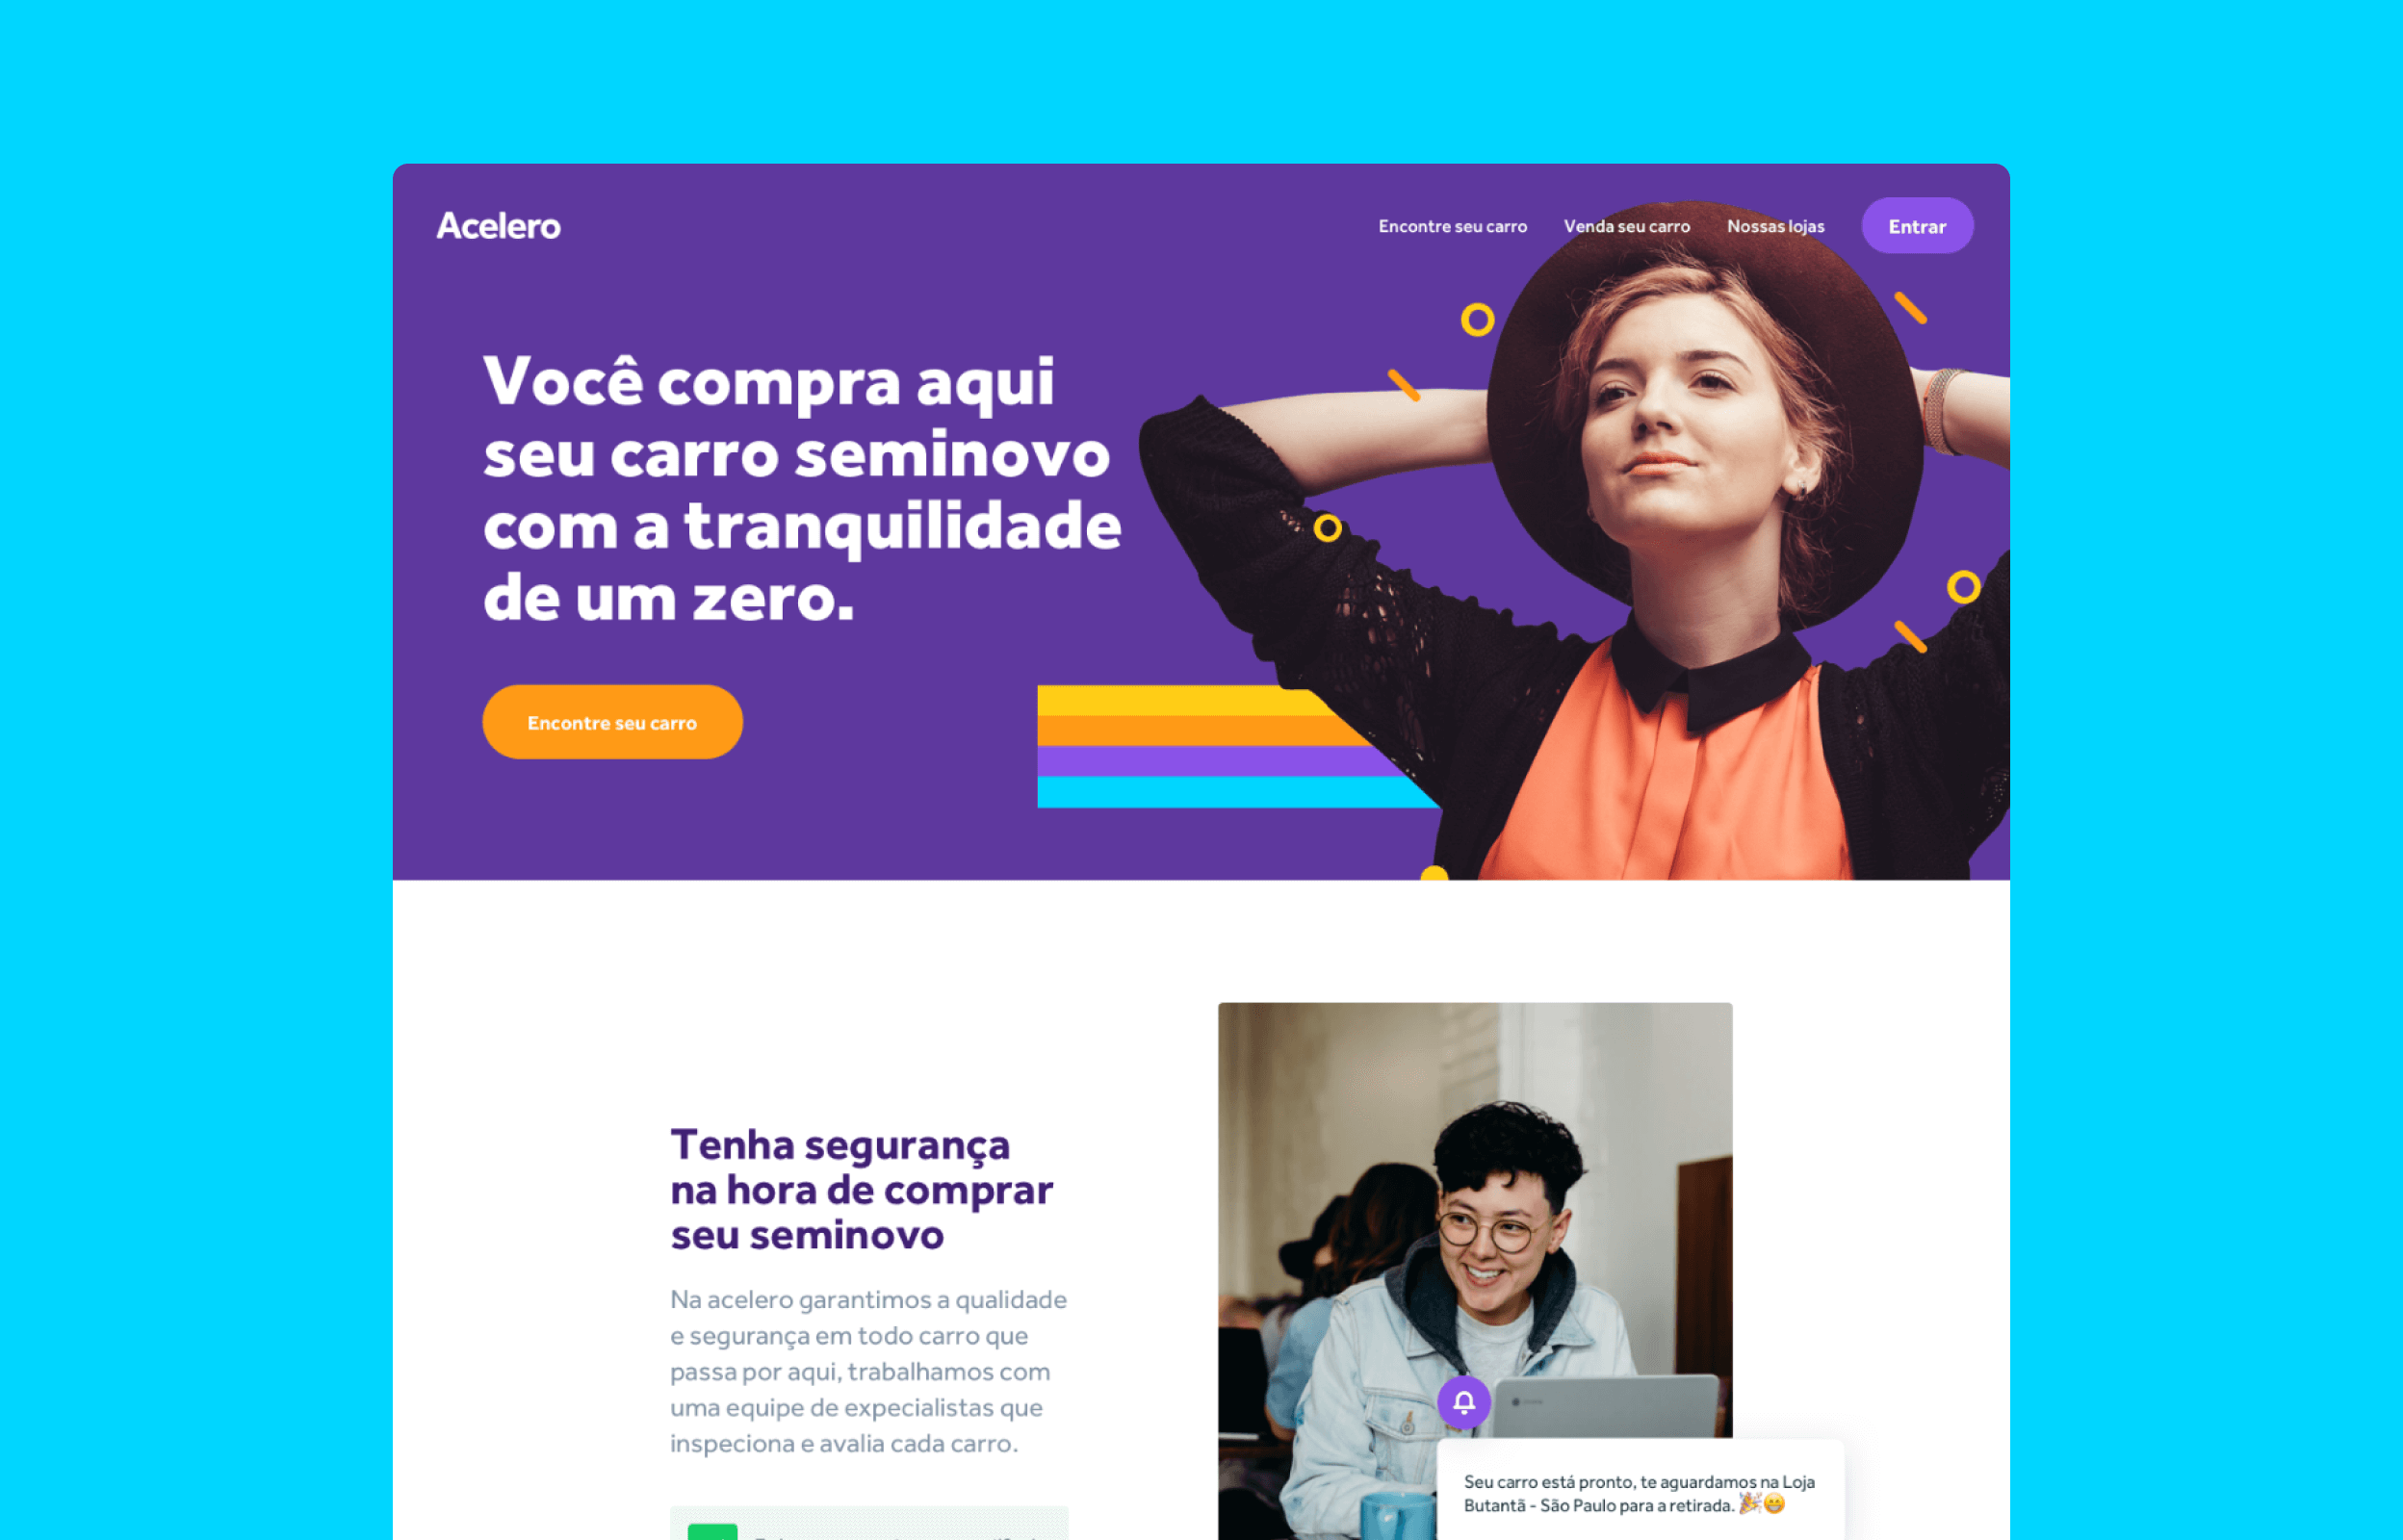 Acelero
Encontre seu carro
Venda seu carro
Nossas lojas
Entrar
Você compra aqui
seu carro seminovo
com a tranquilidade
de um zero.
Encontre seu carro
Tenha segurança
na hora de comprar
seu seminovo
Na acelero garantimos a qualidade
e segurança em todo carro que
passa por aqui, trabalhamos com
uma equipe de expecialistas que
inspeciona e avalia cada carro.
Seu carro está pronto, te aguardamos na Loja
Butantã - São Paulo para a retirada. 🎉😁